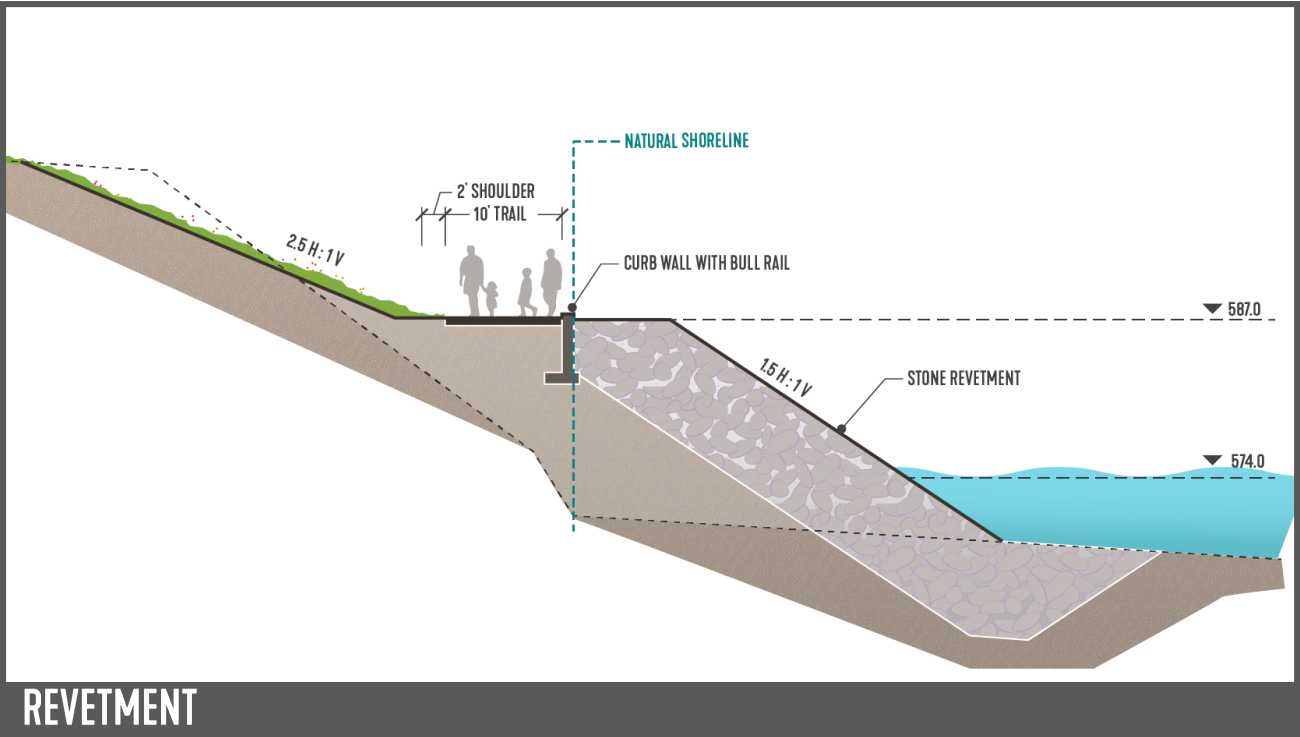 NATURAL SHORELINE
2' SHOULDER
10' TRAIL
2.5 H : 1 V
CURB WALL WITH BULL RAIL
587.0
1.5 H : 1 V
STONE REVETMENT
574.0
REVETMENT